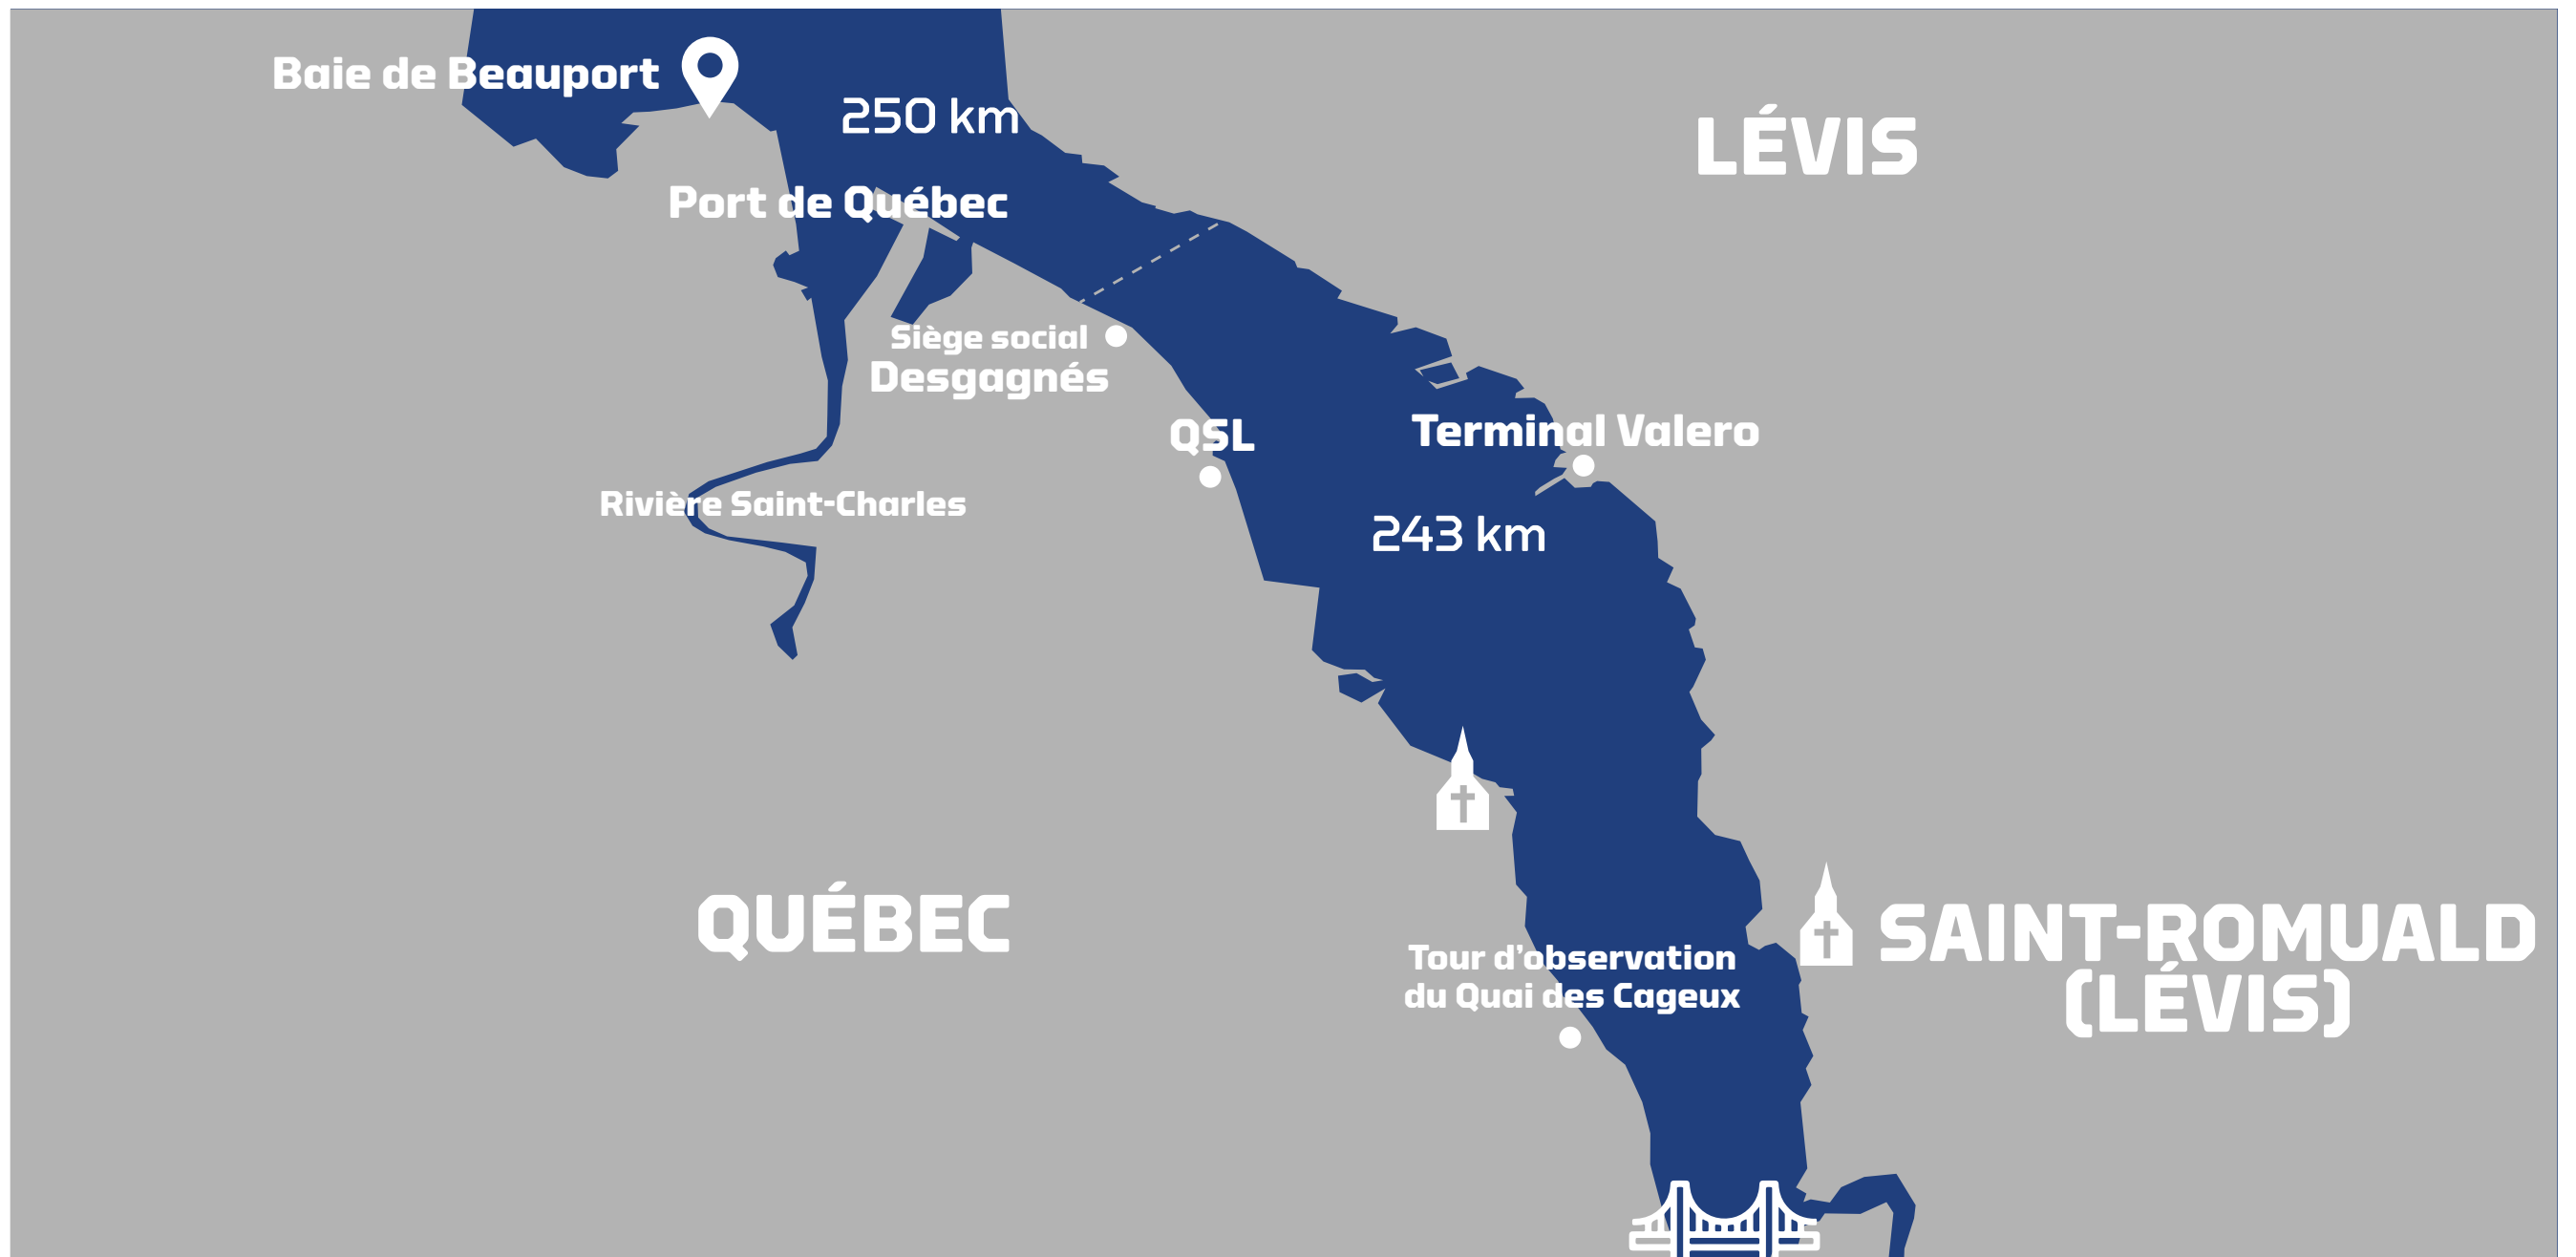 Baie de Beauport
250 km
LÉVIS
Port de Québec
Siège social
Desgagnés
QSL
Terminal Valero
Rivière Saint-Charles
243 km
QUÉBEC
SAINT-ROMUALD
(LÉVIS)
Tour d’observation
du Quai des Cageux